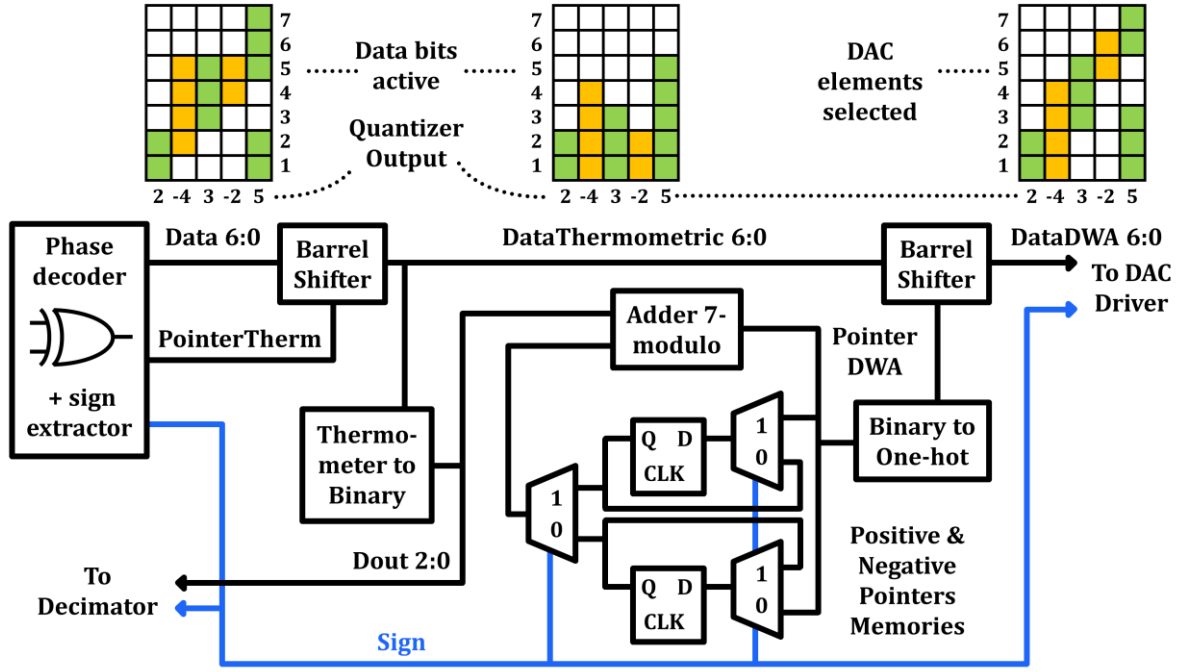 7
6
5
4
3
2
1
2 -4 3 -2 5
Data bits
active
Quantizer
Output
7
6
5
4
3
2
1
2 -4 3 -2 5
DAC
elements
selected
7
6
5
4
3
2
1
2 -4 3 -2 5
Phase
decoder
+ sign
extractor
Data 6:0
PointerTherm
Barrel
Shifter
DataThermometric 6:0
Barrel
Shifter
DataDWA 6:0
To DAC
Driver
Adder 7-
modulo
Pointer
DWA
Thermo-
meter to
Binary
Q D
CLK
1
0
Binary to
One-hot
1
0
Q D
CLK
1
0
Positive &
Negative
Pointers
Memories
Dout 2:0
To
Decimator
Sign